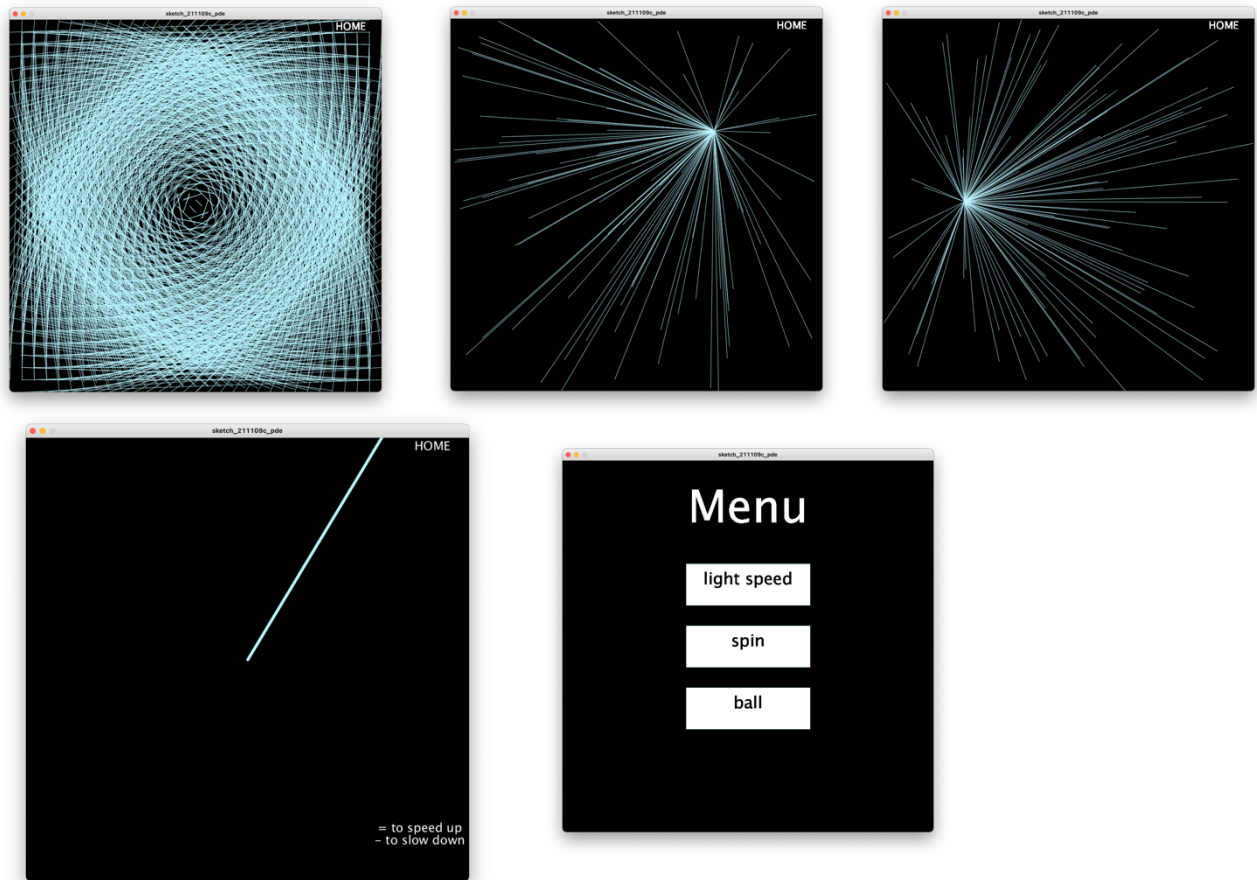 sketch_211109c_pde
HOME
sketch_211109c_pde
HOME
sketch_211109c_pde
HOME
sketch_211109c_pde
HOME
= to speed up
- to slow down
sketch_211109c_pde
Menu
light speed
spin
ball